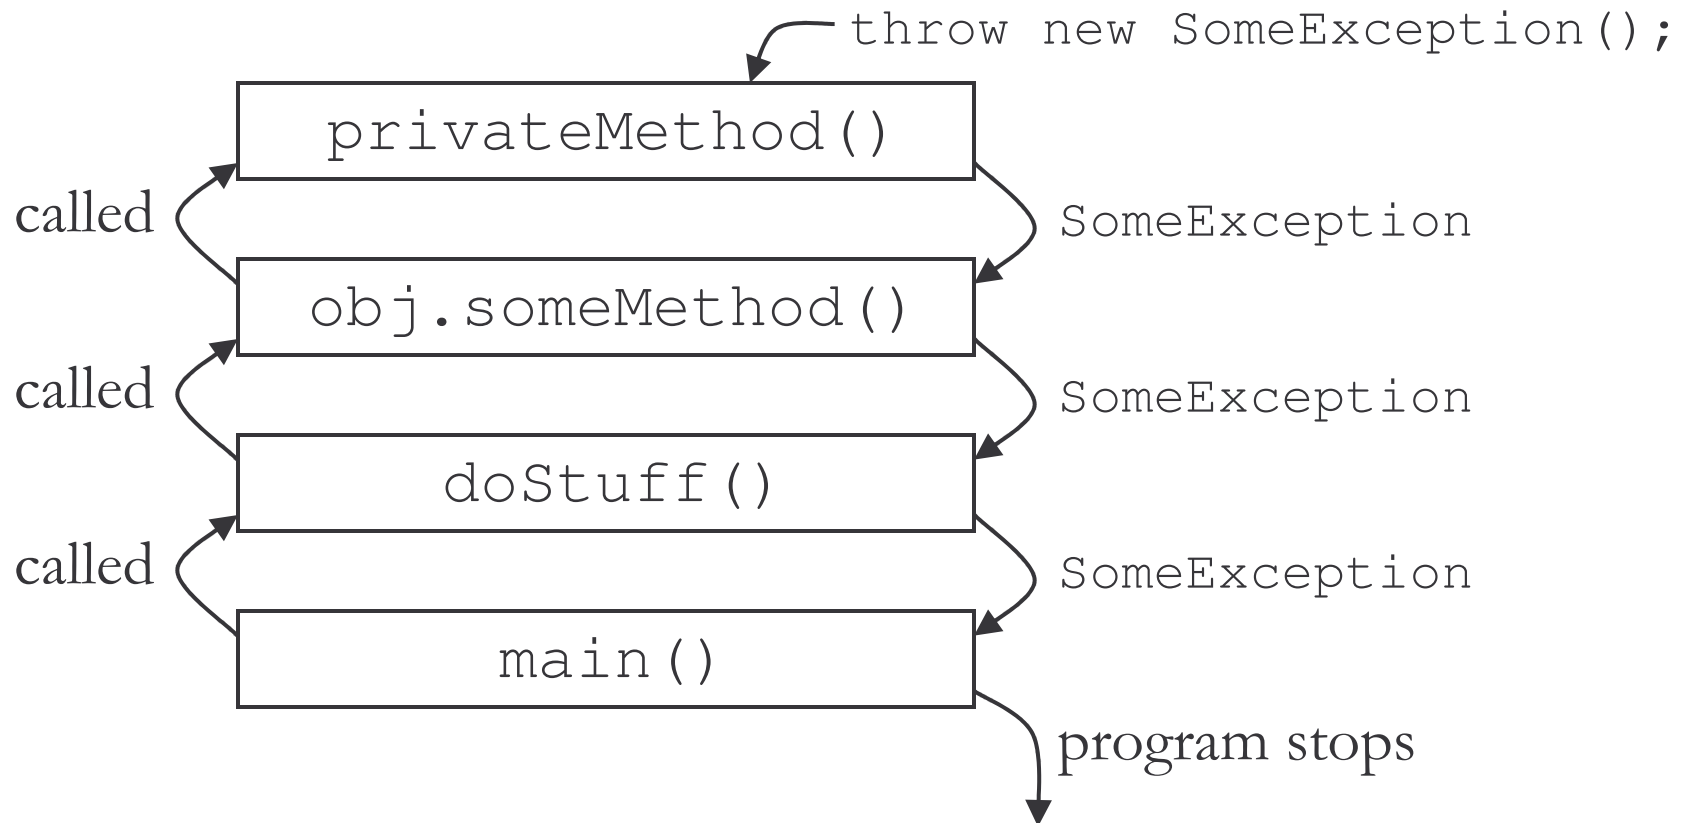 throw new SomeException();
privateMethod()
called
SomeException
obj.someMethod()
called
SomeException
doStuff()
called
SomeException
main()
program stops